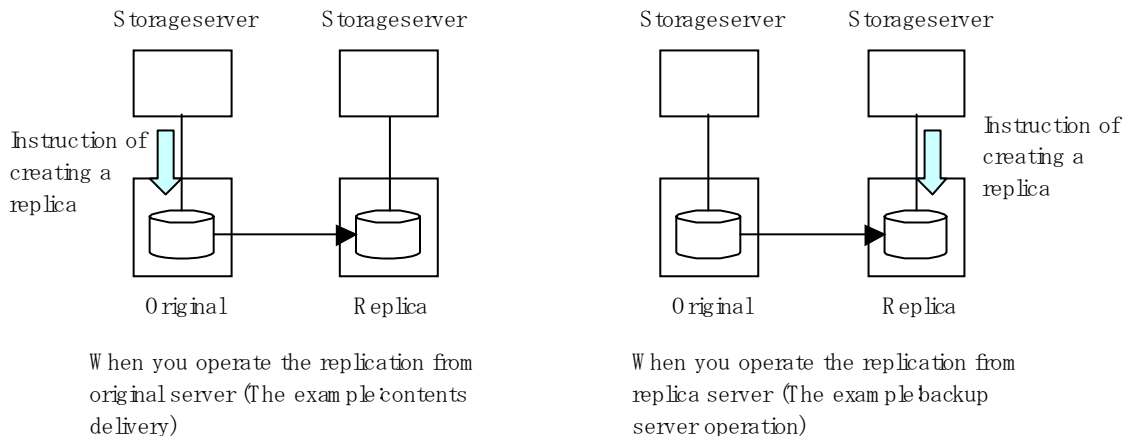 Storageserver
Storageserver
Instruction of
creating a
replica
Original
Replica
When you operate the replication from
original server (The example:contents
delivery)
Storageserver
Storageserver
Instruction of
creating a
replica
Original
Replica
When you operate the replication from
replica server (The example:backup
server operation)